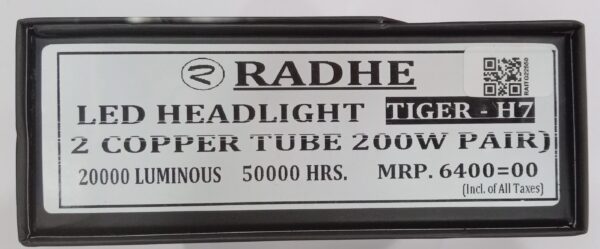 RADHE
LED HEADLIGHT TIGER - H7
2 COPPER TUBE 200W PAIR)
20000 LUMINOUS 50000 HRS. MRP. 6400=00
(Incl. of All Taxes)